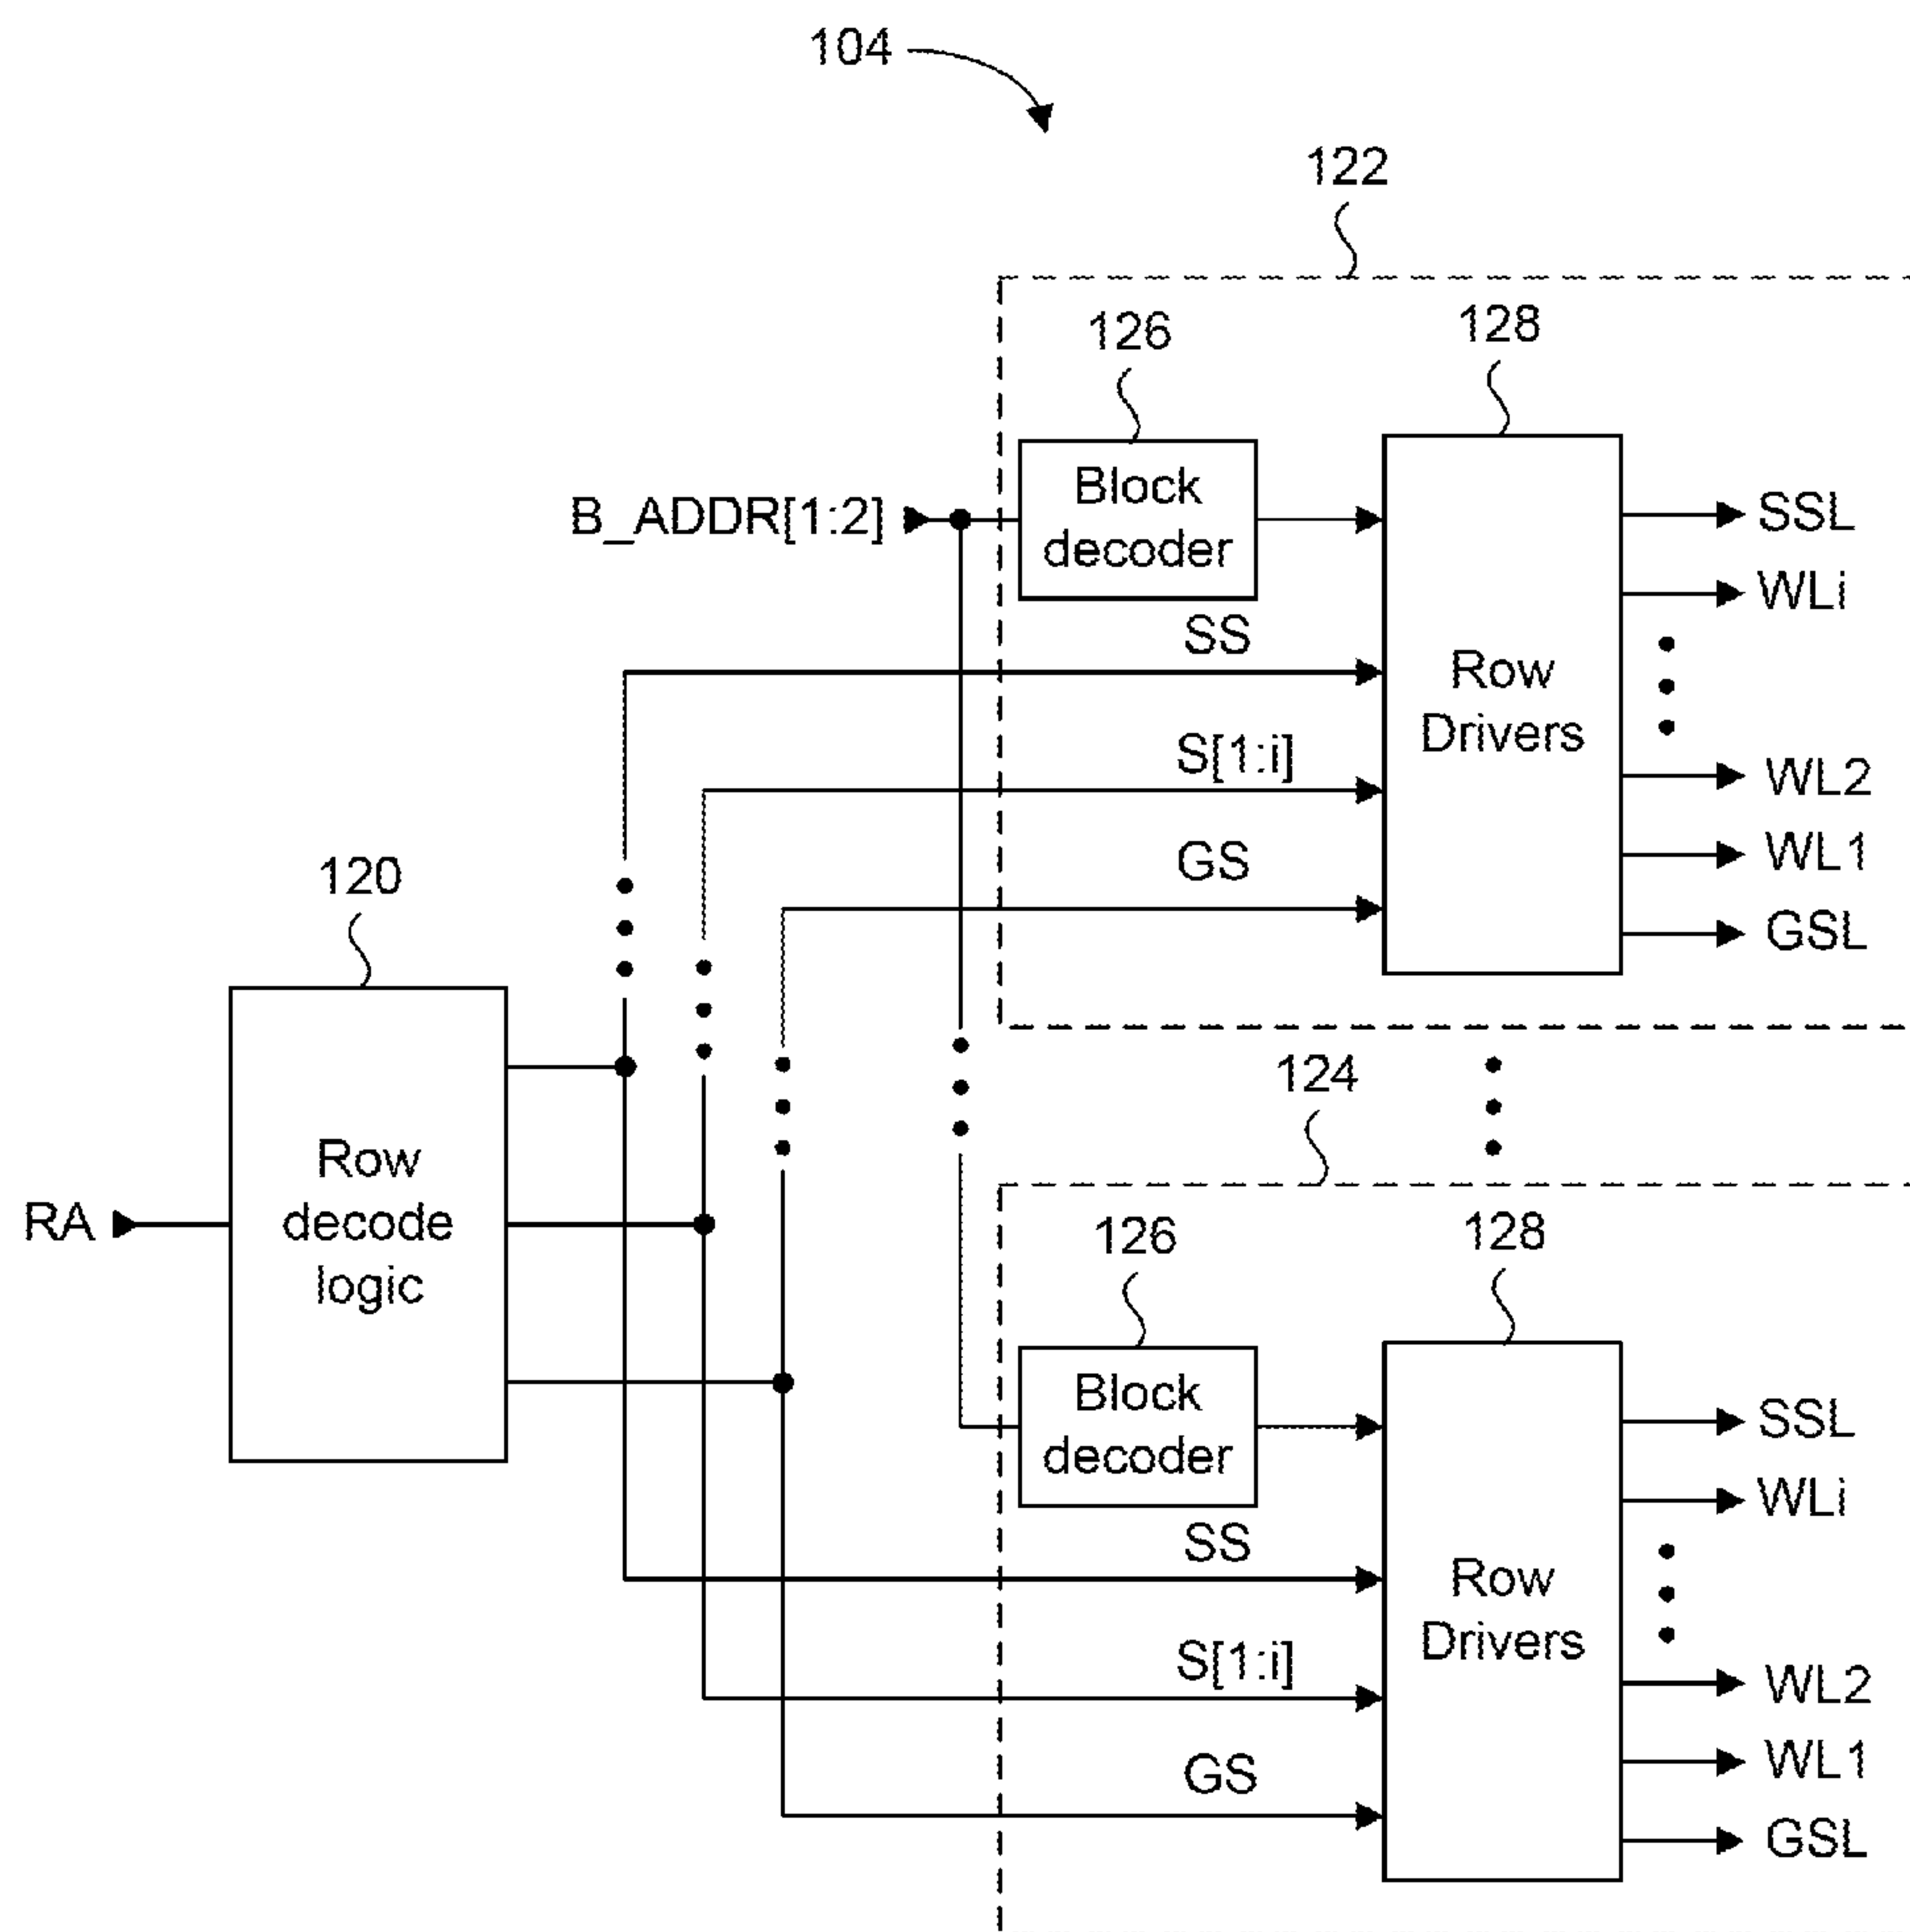 104
122
126
128
B_ADDR[1:2]
Block
decoder
SSL
WLi
SS
Row
Drivers
S[1:i]
WL2
GS
WL1
GSL
120
124
Row
decode
logic
RA
126
128
Block
decoder
SSL
WLi
SS
Row
Drivers
S[1:i]
WL2
GS
WL1
GSL